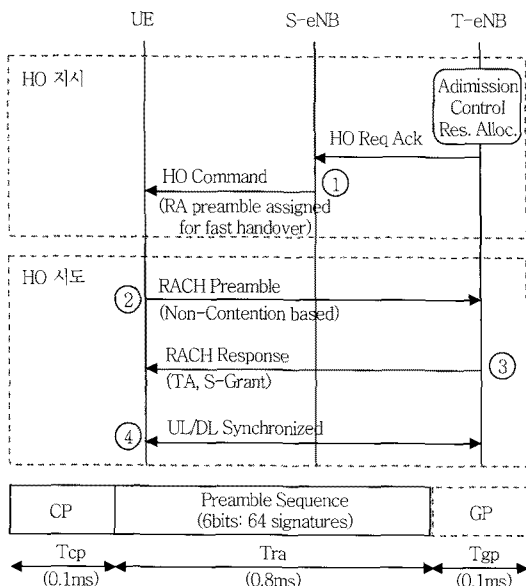 UE S-eNB T-eNB
HO 지시
Adimission
Control
Res. Alloc.
HO Req Ack
HO Command
①
(RA preamble assigned
for fast handover)
HO 시도
② RACH Preamble
(Non-Contention based)
RACH Response
③
(TA, S-Grant)
④ UL/DL Synchronized
CP Preamble Sequence GP
(6bits: 64 signatures)
Tcp Tra Tgp
(0.1ms) (0.8ms) (0.1ms)